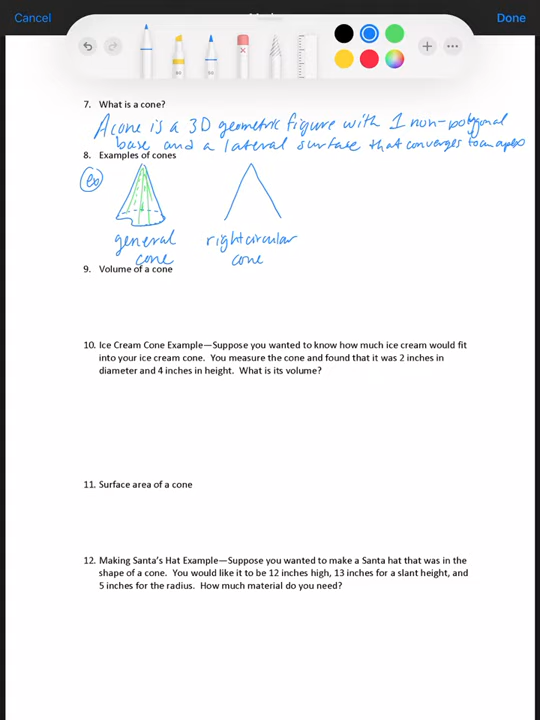 Cancel
Done
7. What is a cone?
A cone is a 3D geometric figure with 1 non-polygonal
base and a lateral surface that converges to an apex
8. Examples of cones
ex
general
cone
right circular
cone
9. Volume of a cone
10. Ice Cream Cone Example—Suppose you wanted to know how much ice cream would fit
into your ice cream cone. You measure the cone and found that it was 2 inches in
diameter and 4 inches in height. What is its volume?
11. Surface area of a cone
12. Making Santa's Hat Example—Suppose you wanted to make a Santa hat that was in the
shape of a cone. You would like it to be 12 inches high, 13 inches for a slant height, and
5 inches for the radius. How much material do you need?